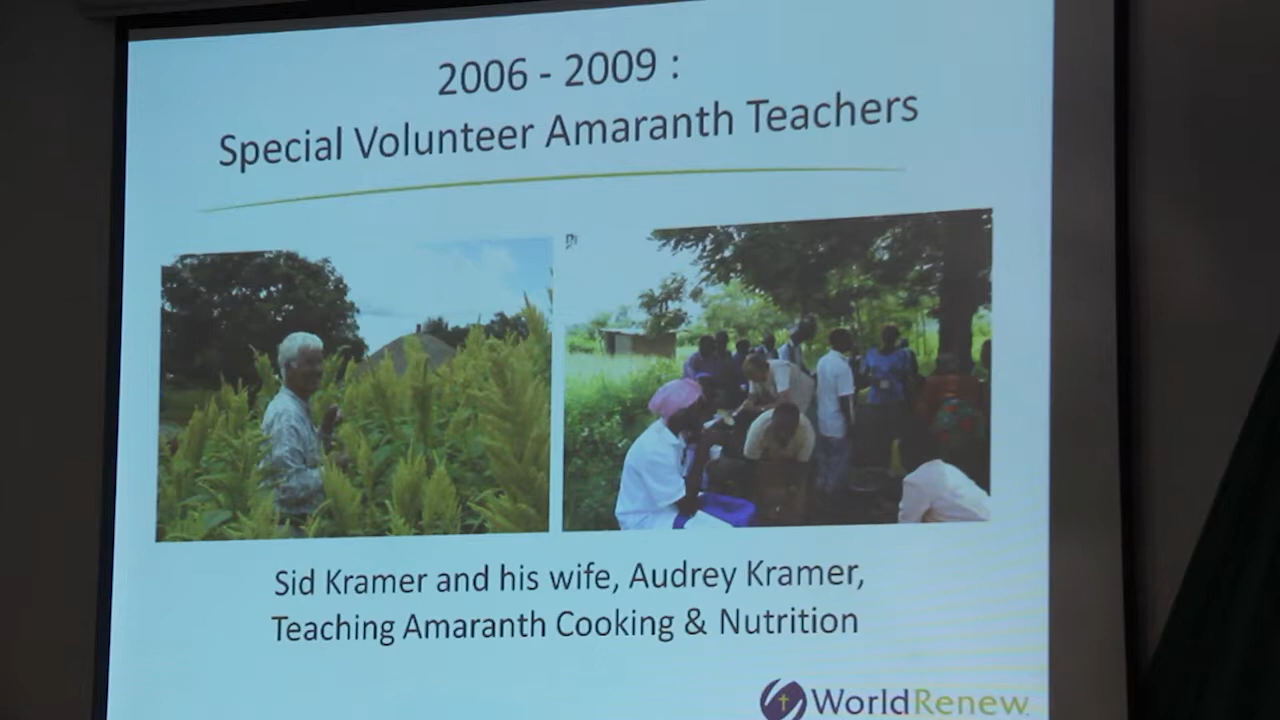 2006 - 2009 :
Special Volunteer Amaranth Teachers
Sid Kramer and his wife, Audrey Kramer,
Teaching Amaranth Cooking & Nutrition
WorldRenew